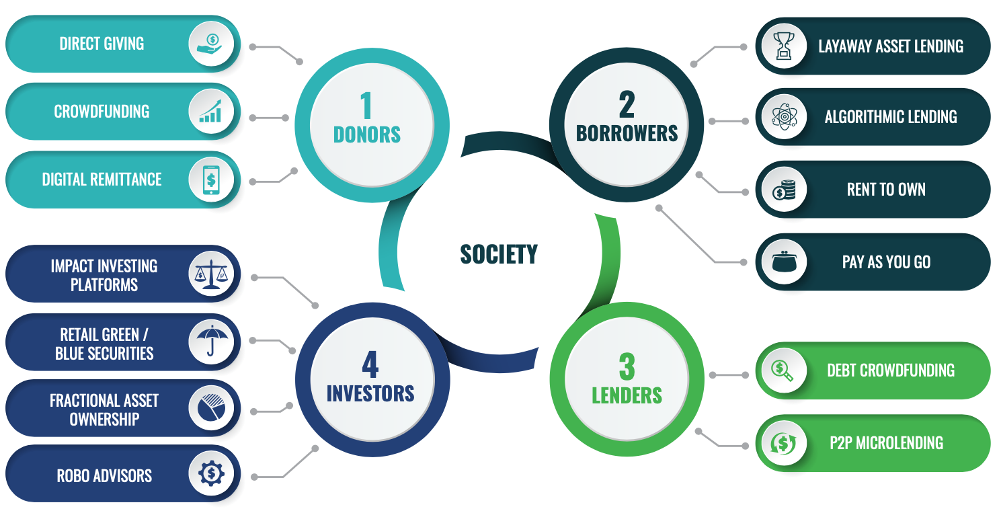 DIRECT GIVING
CROWDFUNDING
DIGITAL REMITTANCE
1
DONORS
2
BORROWERS
LAYAWAY ASSET LENDING
ALGORITHMIC LENDING
RENT TO OWN
PAY AS YOU GO
SOCIETY
IMPACT INVESTING
PLATFORMS
RETAIL GREEN /
BLUE SECURITIES
FRACTIONAL ASSET
OWNERSHIP
ROBO ADVISORS
4
INVESTORS
3
LENDERS
DEBT CROWDFUNDING
P2P MICROLENDING